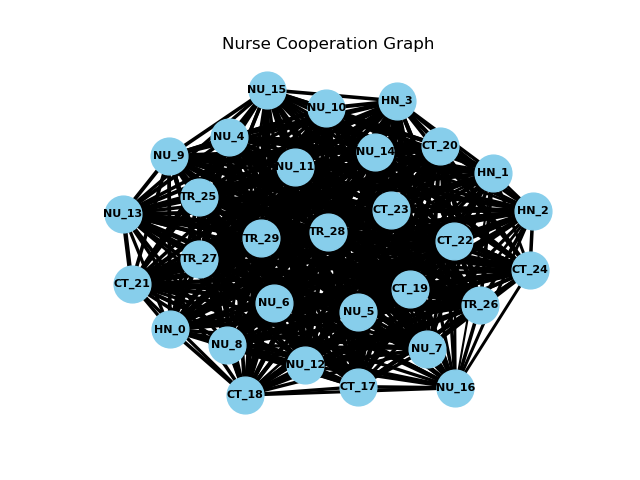 Nurse Cooperation Graph
NU_15
HN_3
NU_10
NU_4
CT_20
NU_14
NU_9
NU_11
HN_1
TR_25
CT_23
HN_2
NU_13
TR_28
TR_29
CT_22
TR_27
CT_24
CT_21
CT_19
NU_6
TR_26
NU_5
HN_0
NU_8
NU_7
NU_12
CT_17
NU_16
CT_18